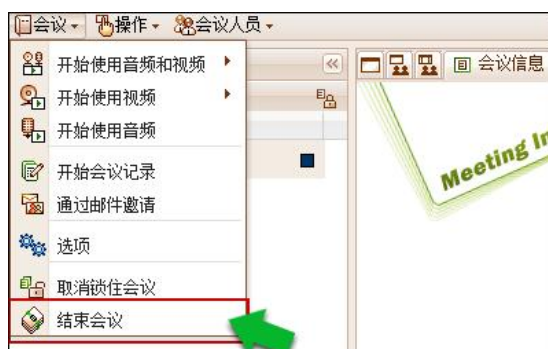 会议 操作 会议人员
开始使用音频和视频
会议信息
开始使用视频
开始使用音频
Meeting In
开始会议记录
通过邮件邀请
选项
取消锁住会议
结束会议